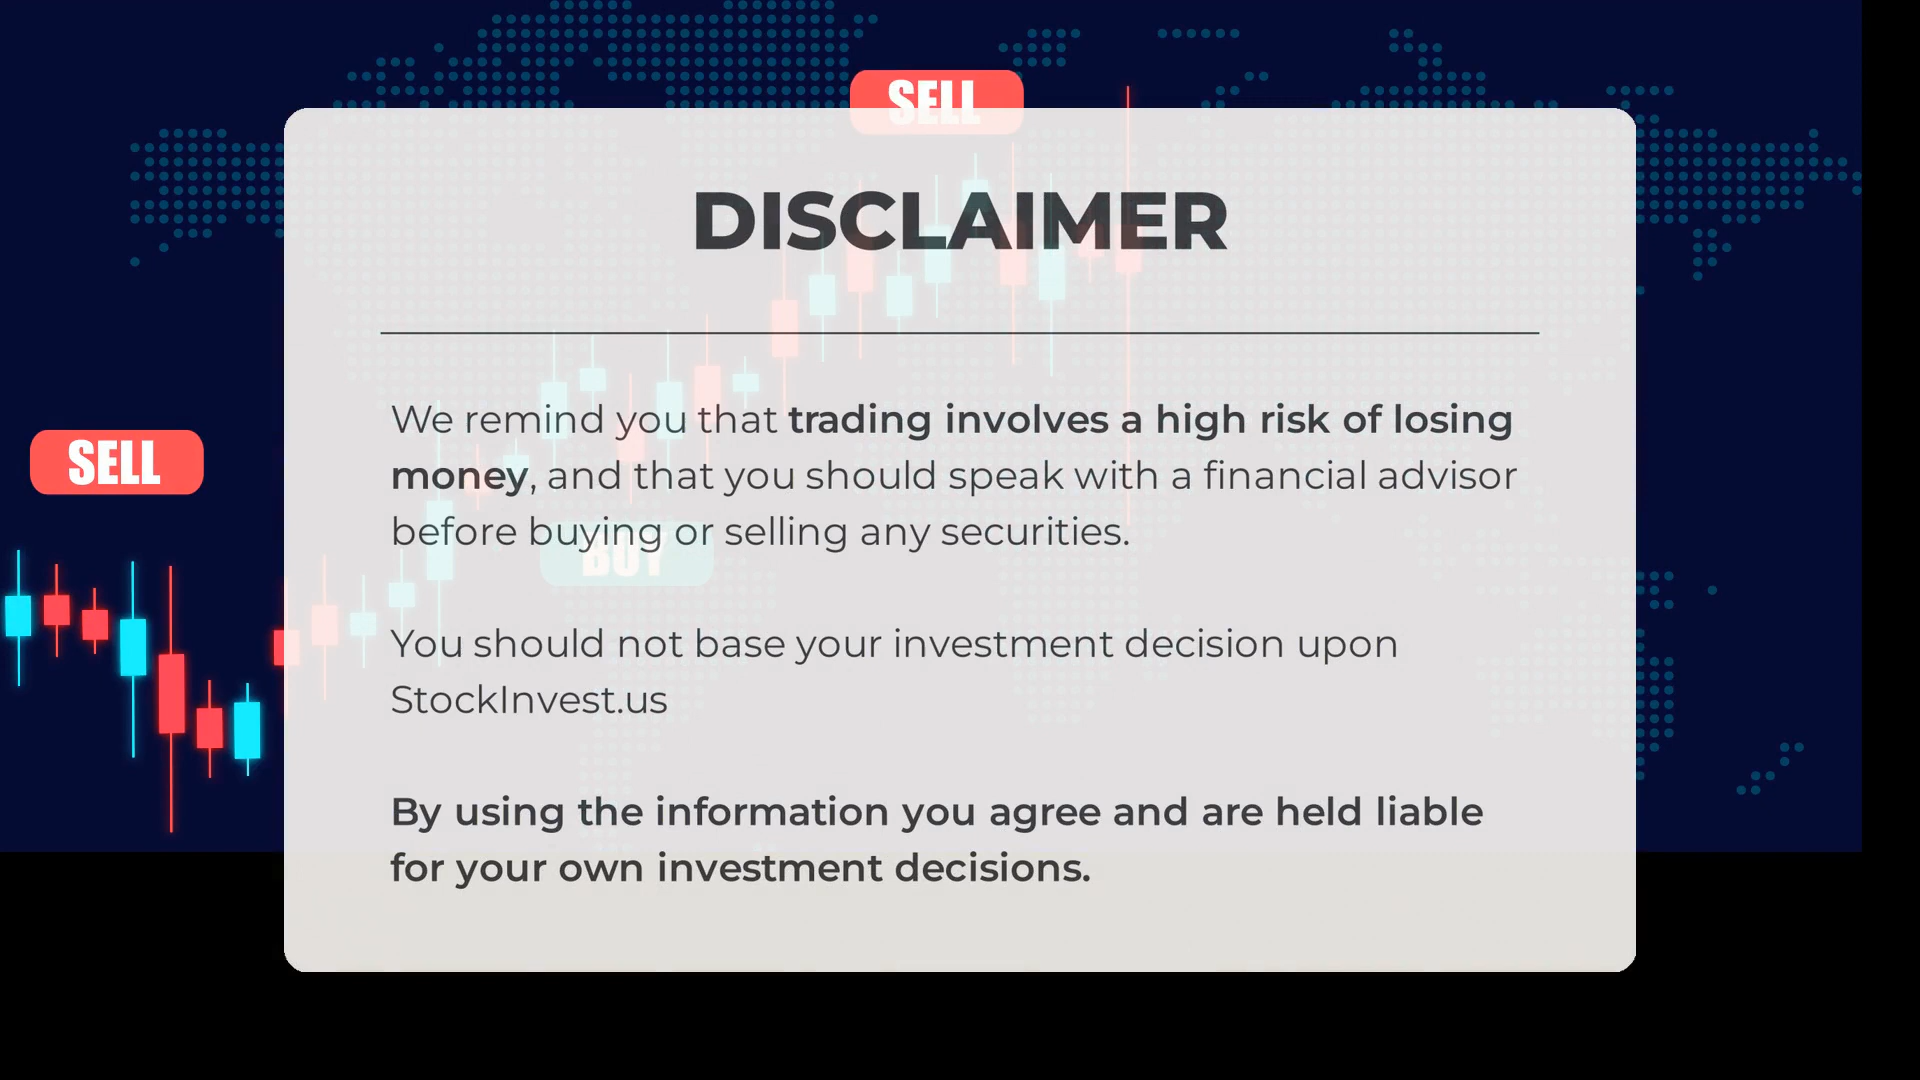 SELL
DISCLAIMER
We remind you that trading involves a high risk of losing
money, and that you should speak with a financial advisor
before buying or selling any securities.
SELL
BUY
You should not base your investment decision upon
StockInvest.us
By using the information you agree and are held liable
for your own investment decisions.